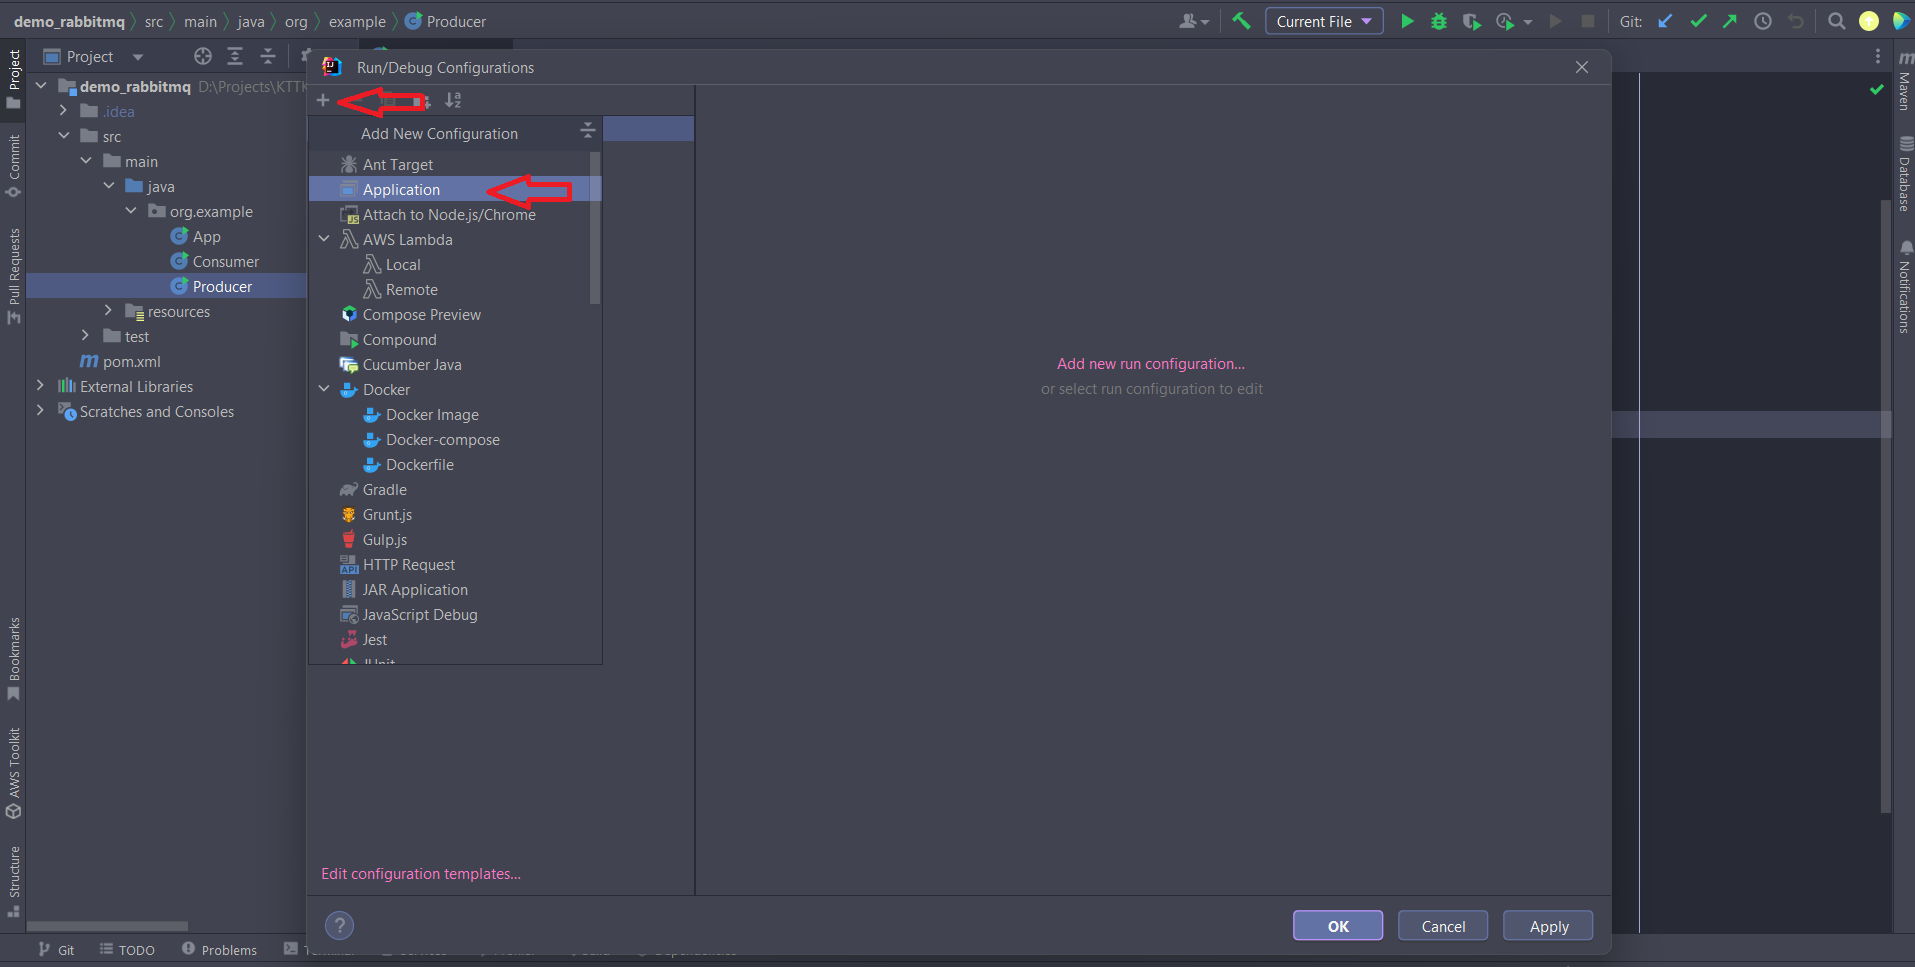 demo_rabbitmq src main java org example Producer
Current File
Git:
Project
Commit
Pull Requests
Bookmarks
AWS Toolkit
Structure
Project
demo_rabbitmq D:\Projects\KTTK
.idea
src
main
java
org.example
App
Consumer
Producer
resources
test
pom.xml
External Libraries
Scratches and Consoles
Run/Debug Configurations
Add New Configuration
Ant Target
Application
Attach to Node.js/Chrome
AWS Lambda
Local
Remote
Compose Preview
Compound
Cucumber Java
Docker
Docker Image
Docker-compose
Dockerfile
Gradle
Grunt.js
Gulp.js
HTTP Request
JAR Application
JavaScript Debug
Jest
JUnit
Add new run configuration...
or select run configuration to edit
Edit configuration templates...
?
OK
Cancel
Apply
Maven
Database
Notifications
Git
TODO
Problems